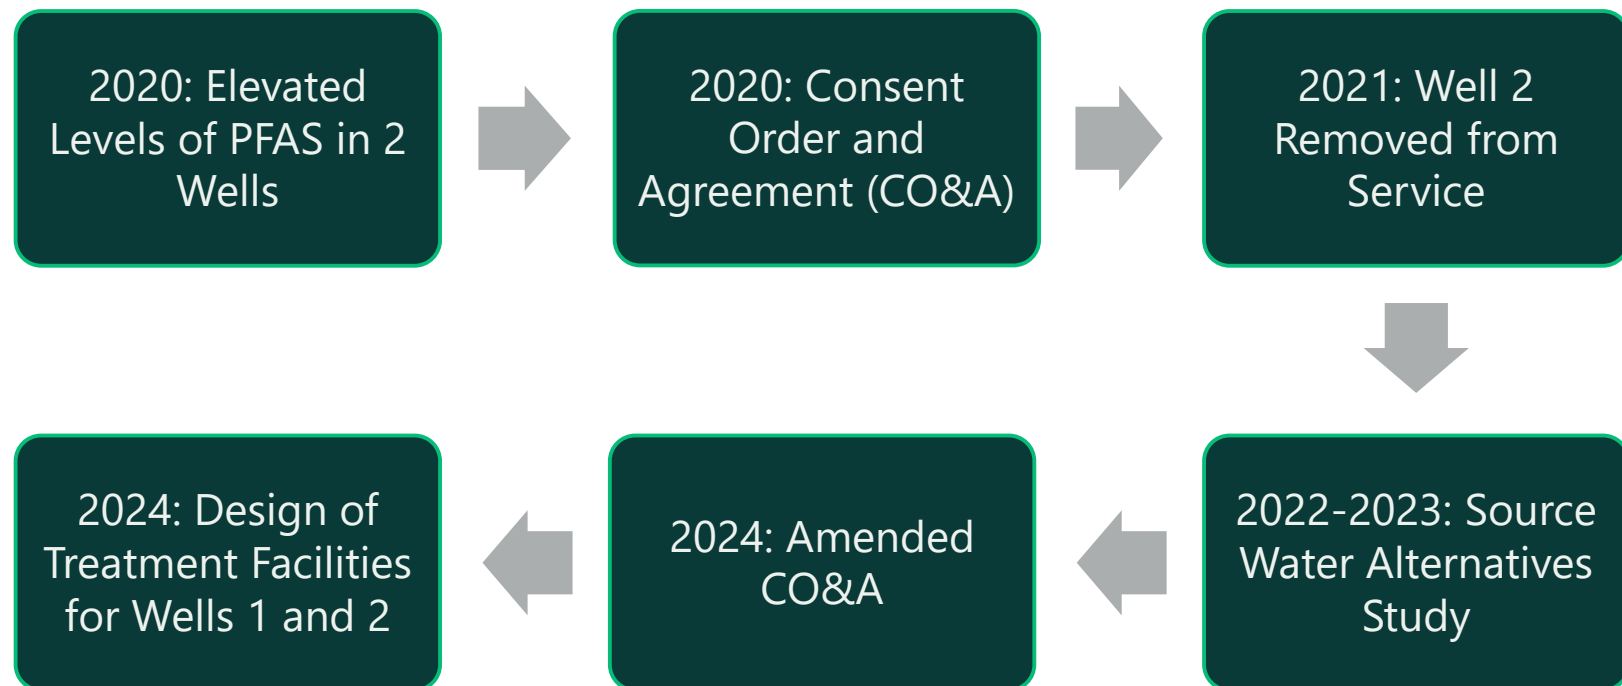 2020: Elevated
Levels of PFAS in 2
Wells
2020: Consent
Order and
Agreement (CO&A)
2021: Well 2
Removed from
Service
2022-2023: Source
Water Alternatives
Study
2024: Amended
CO&A
2024: Design of
Treatment Facilities
for Wells 1 and 2